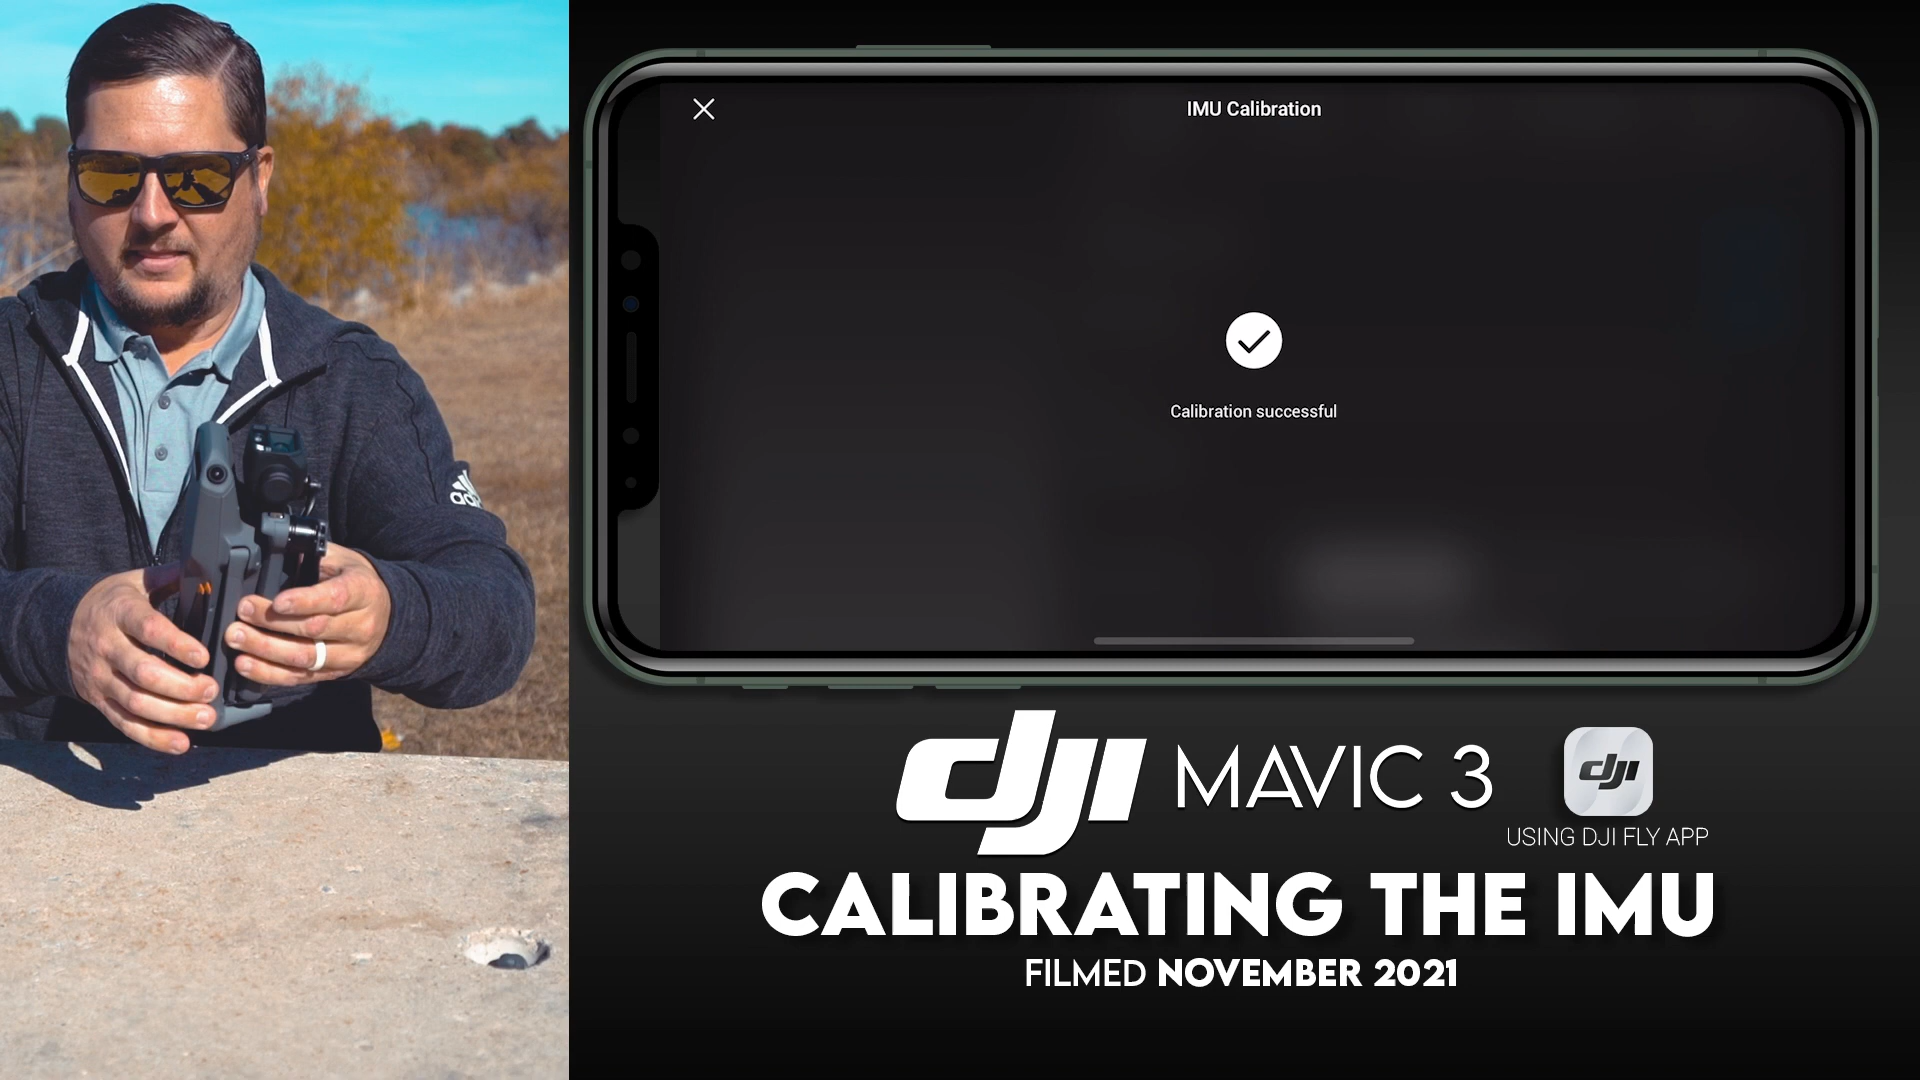 IMU Calibration
Calibration successful
dji MAVIC 3
dji
USING DJI FLY APP
CALIBRATING THE IMU
FILMED NOVEMBER 2021